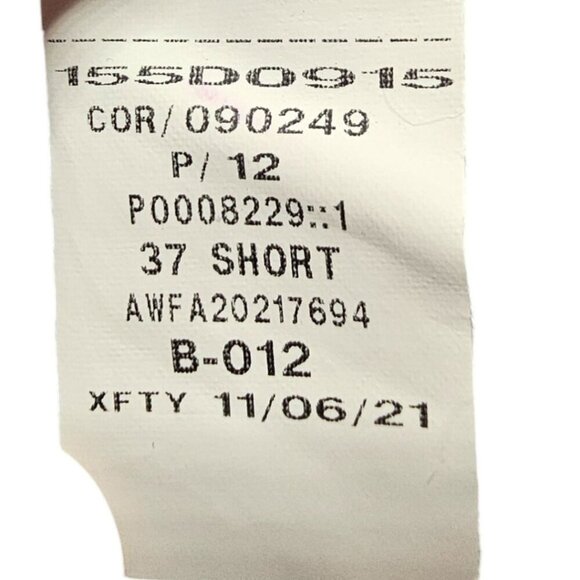 155D0915
COR/090249
P/12
P0008229::1
37 SHORT
AWFA20217694
B-012
XFTY 11/06/21